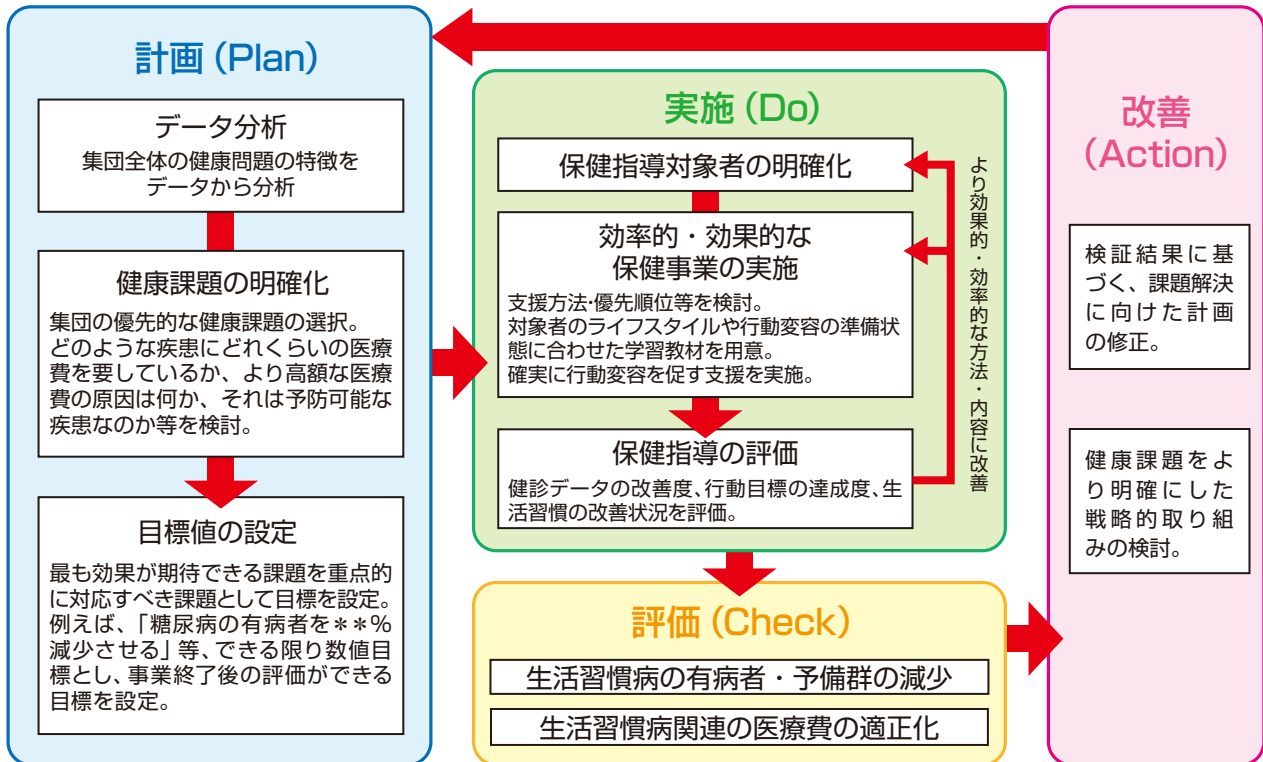 計画（Plan）
データ分析
集団全体の健康問題の特徴を
データから分析
健康課題の明確化
集団の優先的な健康課題の選択。
どのような疾患にどれくらいの医療
費を要しているか、より高額な医療
費の原因は何か、それは予防可能な
疾患なのか等を検討。
目標値の設定
最も効果が期待できる課題を重点的
に対応すべき課題として目標を設定。
例えば、「糖尿病の有病者を＊＊％
減少させる」等、できる限り数値目
標とし、事業終了後の評価ができる
目標を設定。
実施（Do）
保健指導対象者の明確化
効率的・効果的な
保健事業の実施
支援方法・優先順位等を検討。
対象者のライフスタイルや行動変容の準備状
態に合わせた学習教材を用意。
確実に行動変容を促す支援を実施。
保健指導の評価
健診データの改善度、行動目標の達成度、生
活習慣の改善状況を評価。
より効果的・効率的な方法・内容に改善
評価（Check）
生活習慣病の有病者・予備群の減少
生活習慣病関連の医療費の適正化
改善
（Action）
検証結果に基
づく、課題解決
に向けた計画
の修正。
健康課題をよ
り明確にした
戦略的取り組
みの検討。